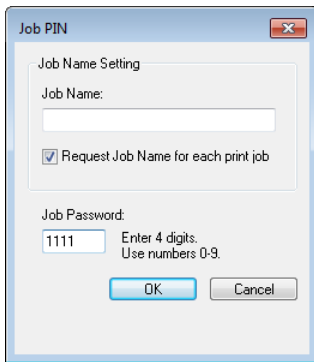 Job PIN
Job Name Setting
Job Name:
Request Job Name for each print job
Job Password:
1111
Enter 4 digits.
Use numbers 0-9.
OK
Cancel